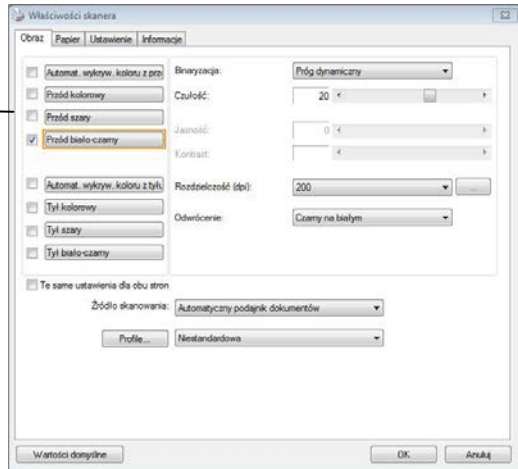 Właściwości skanera
Obraz Papier Ustawienie Informacje
Automat. wykryw. koloru z prze
Przód kolorowy
Przód szary
Przód biało-czarny
Automat. wykryw. koloru z tyłu
Tył kolorowy
Tył szary
Tył biało-czarny
Binaryzacja: Próg dynamiczny
Czułość: 20
Jasność: 0
Kontrast:
Rozdzielczość (dpi): 200 ...
Odwrócenie: Czarny na białym
Te same ustawienia dla obu stron
Źródło skanowania: Automatyczny podajnik dokumentów
Profile... Niestandardowa
Wartości domyślne OK Anuluj